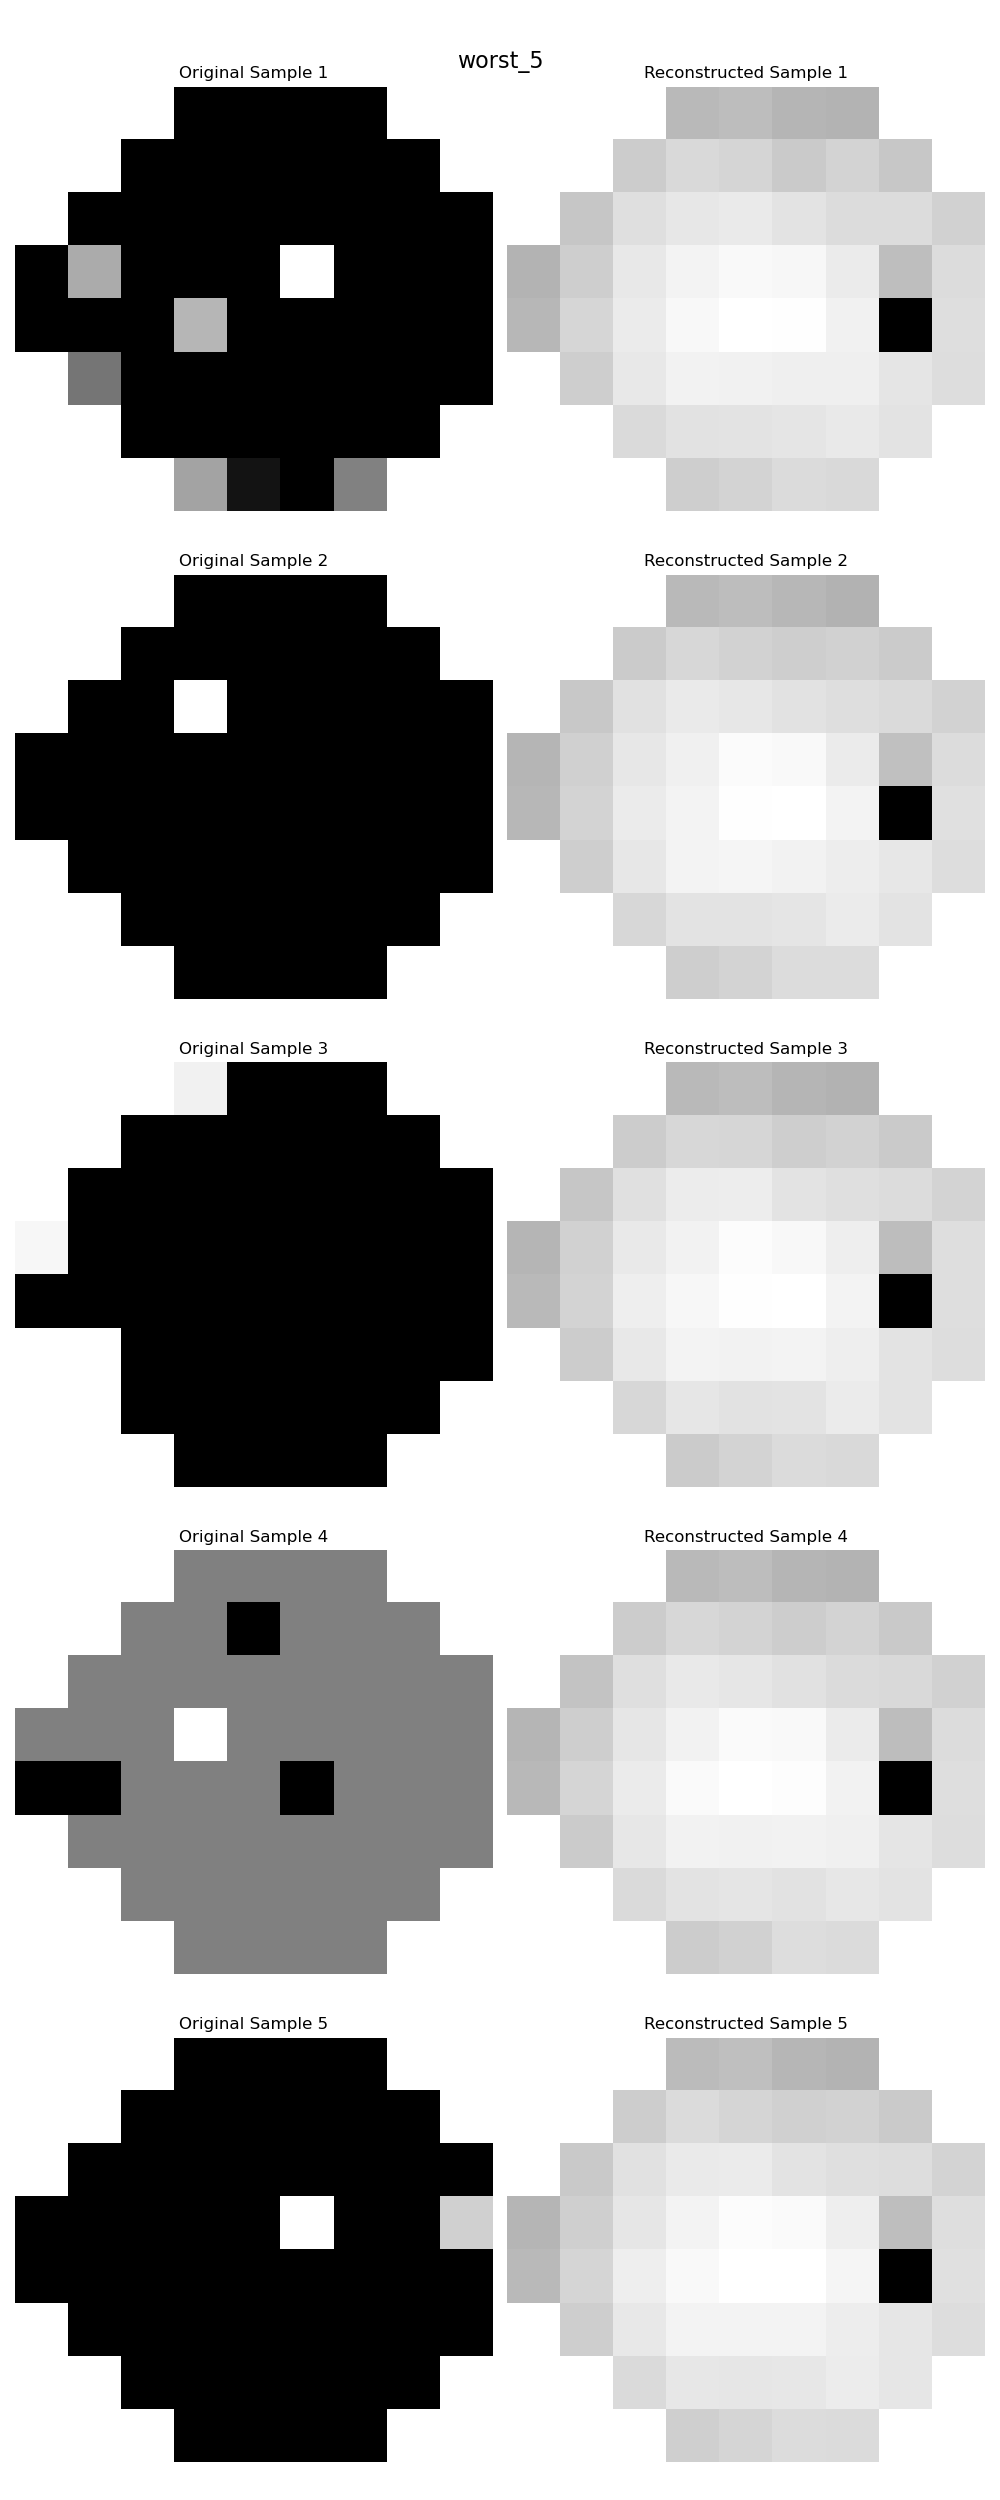 worst_5
Original Sample 1
Reconstructed Sample 1
Original Sample 2
Reconstructed Sample 2
Original Sample 3
Reconstructed Sample 3
Original Sample 4
Reconstructed Sample 4
Original Sample 5
Reconstructed Sample 5